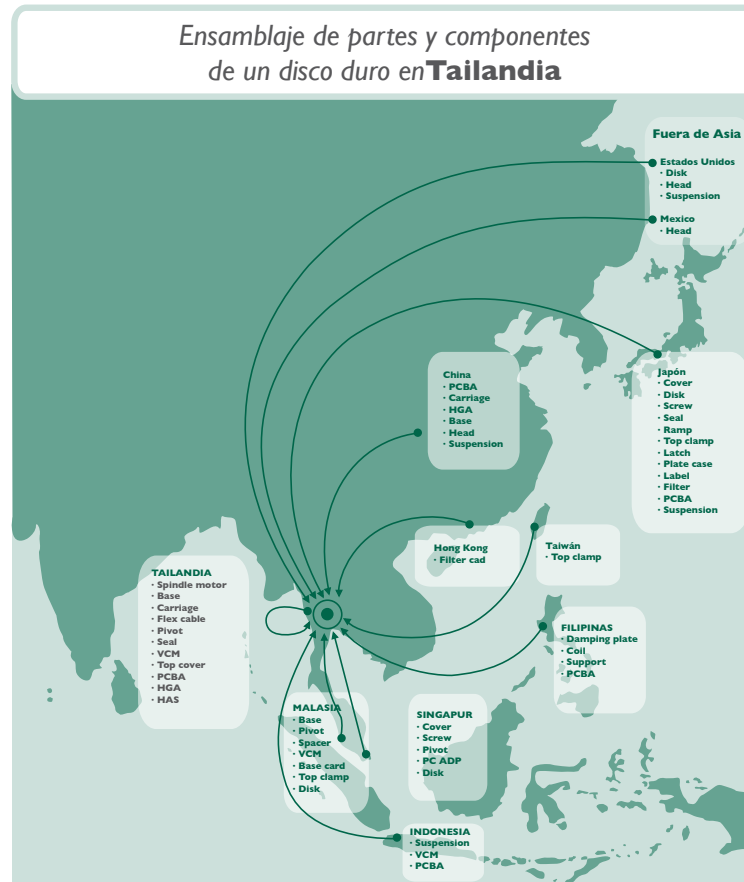 Ensamblaje de partes y componentes
de un disco duro en Tailandia
Fuera de Asia
Estados Unidos
· Disk
· Head
· Suspension
Mexico
· Head
China
· PCBA
· Carriage
· HGA
· Base
· Head
· Suspension
Japón
· Cover
· Disk
· Screw
· Seal
· Ramp
· Top clamp
· Latch
· Plate case
· Label
· Filter
· PCBA
· Suspension
Hong Kong
· Filter cad
Taiwán
· Top clamp
TAILANDIA
· Spindle motor
· Base
· Carriage
· Flex cable
· Pivot
· Seal
· VCM
· Top cover
· PCBA
· HGA
· HAS
FILIPINAS
· Damping plate
· Coil
· Support
· PCBA
MALASIA
· Base
· Pivot
· Spacer
· VCM
· Base card
· Top clamp
· Disk
SINGAPUR
· Cover
· Screw
· Pivot
· PC ADP
· Disk
INDONESIA
· Suspension
· VCM
· PCBA